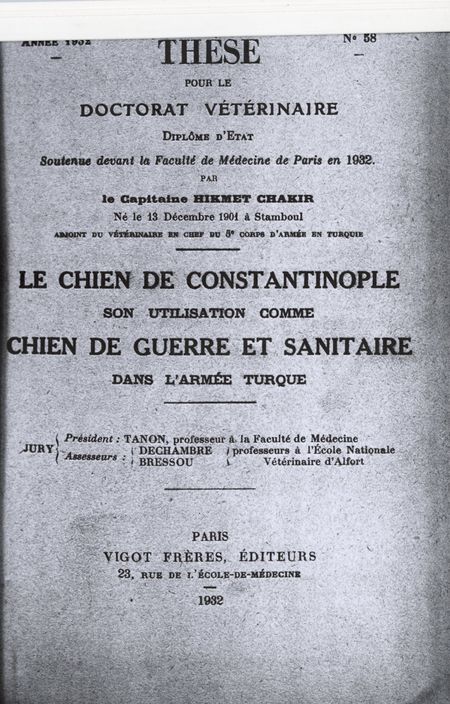 ANNÉE 1932 N° 58
THÈSE
POUR LE
DOCTORAT VÉTÉRINAIRE
DIPLÔME D'ETAT
Soutenue devant la Faculté de Médecine de Paris en 1932.
PAR
le Capitaine HIKMET CHAKIR
Né le 13 Décembre 1901 à Stamboul
ADJOINT DU VÉTÉRINAIRE EN CHEF DU 5e CORPS D'ARMÉE EN TURQUIE
LE CHIEN DE CONSTANTINOPLE
SON UTILISATION COMME
CHIEN DE GUERRE ET SANITAIRE
DANS L'ARMÉE TURQUE
JURY
Président : TANON, professeur à la Faculté de Médecine
Assesseurs : DECHAMBRE professeurs à l'École Nationale
BRESSOU Vétérinaire d'Alfort
PARIS
VIGOT FRÈRES, ÉDITEURS
23, RUE DE L'ÉCOLE-DE-MÉDECINE
1932